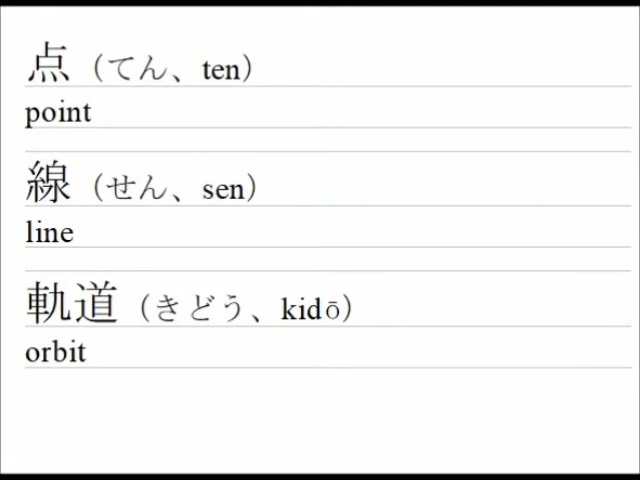 点（てん、ten）
point
線（せん、sen）
line
軌道（きどう、kidō）
orbit